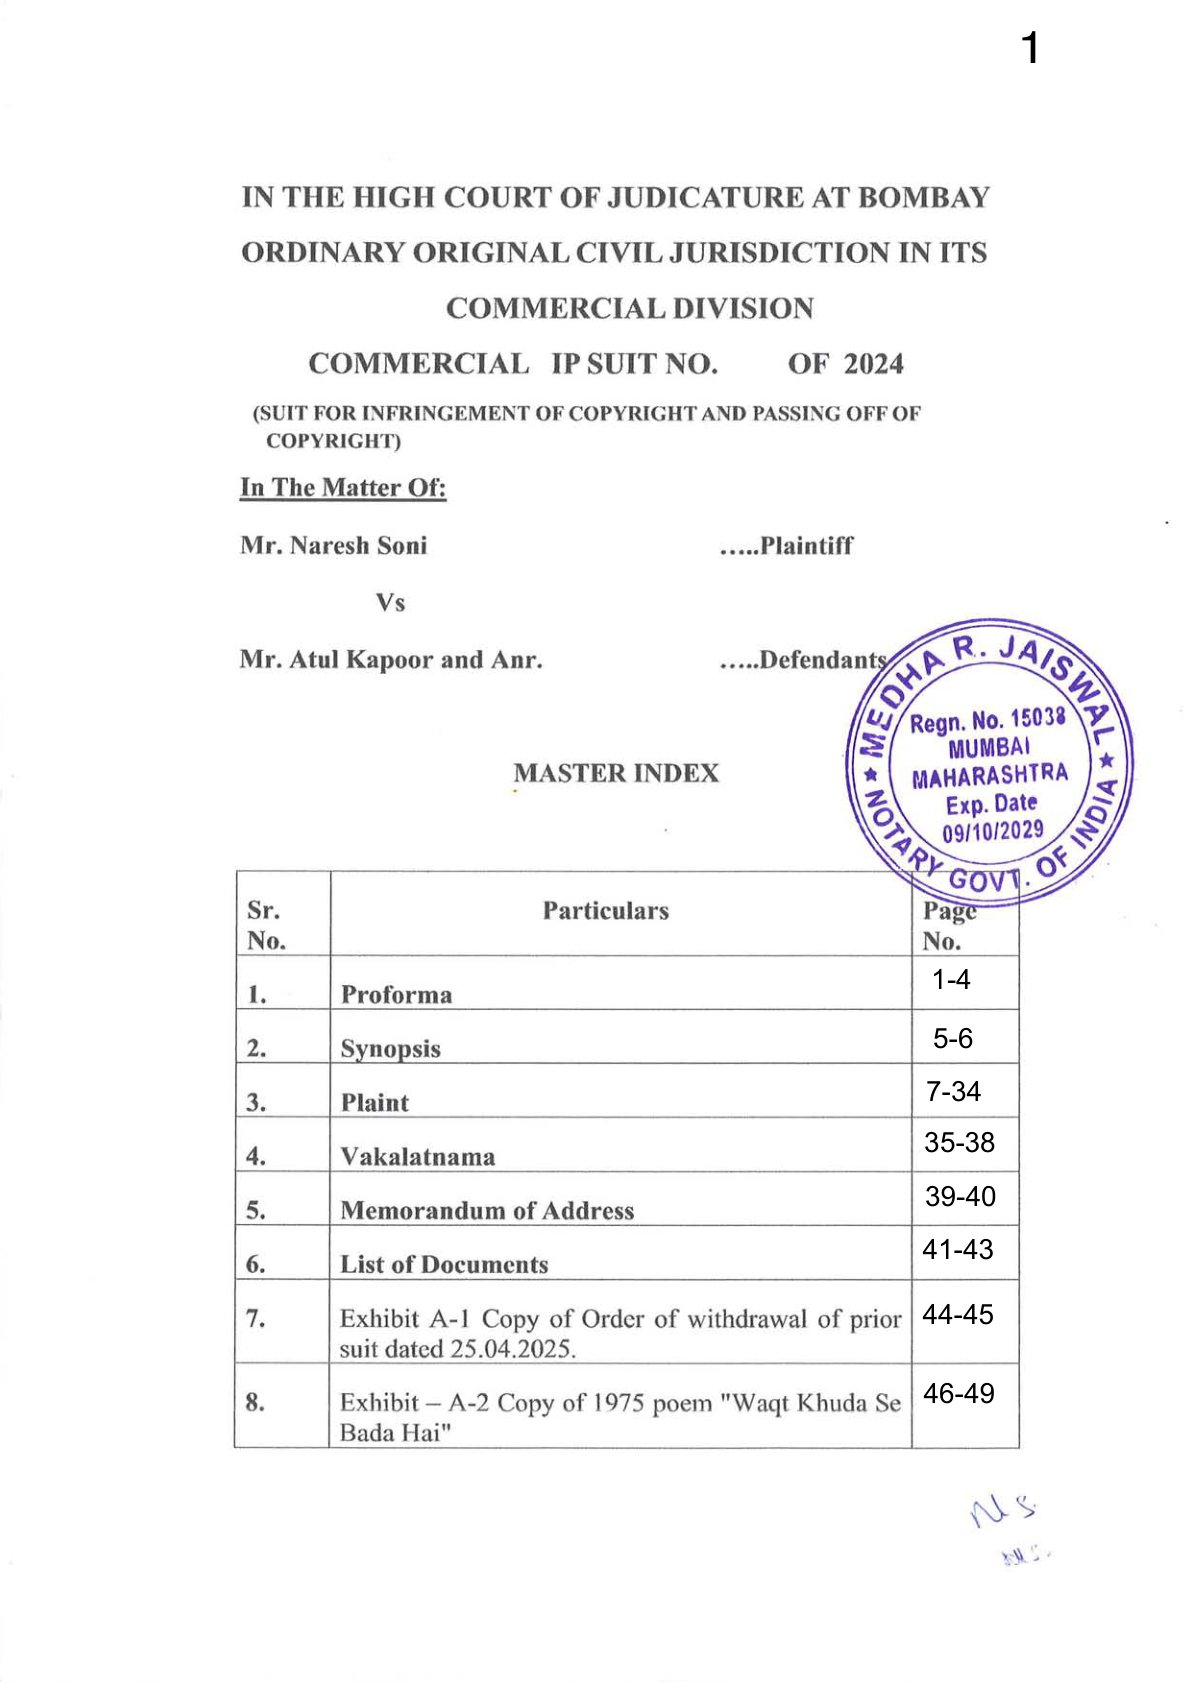 1
IN THE HIGH COURT OF JUDICATURE AT BOMBAY
ORDINARY ORIGINAL CIVIL JURISDICTION IN ITS
COMMERCIAL DIVISION
COMMERCIAL IP SUIT NO. OF 2024
(SUIT FOR INFRINGEMENT OF COPYRIGHT AND PASSING OFF OF
COPYRIGHT)
In The Matter Of:
Mr. Naresh Soni .....Plaintiff
Vs
Mr. Atul Kapoor and Anr. .....Defendants
MEDHA R. JAISWAL
Regn. No. 15038
MUMBAI
MAHARASHTRA
Exp. Date
09/10/2029
NOTARY GOVT. OF INDIA
MASTER INDEX
Sr. Particulars Page
No. No.
1. Proforma 1-4
2. Synopsis 5-6
3. Plaint 7-34
4. Vakalatnama 35-38
5. Memorandum of Address 39-40
6. List of Documents 41-43
7. Exhibit A-1 Copy of Order of withdrawal of prior 44-45
suit dated 25.04.2025.
8. Exhibit – A-2 Copy of 1975 poem "Waqt Khuda Se 46-49
Bada Hai"